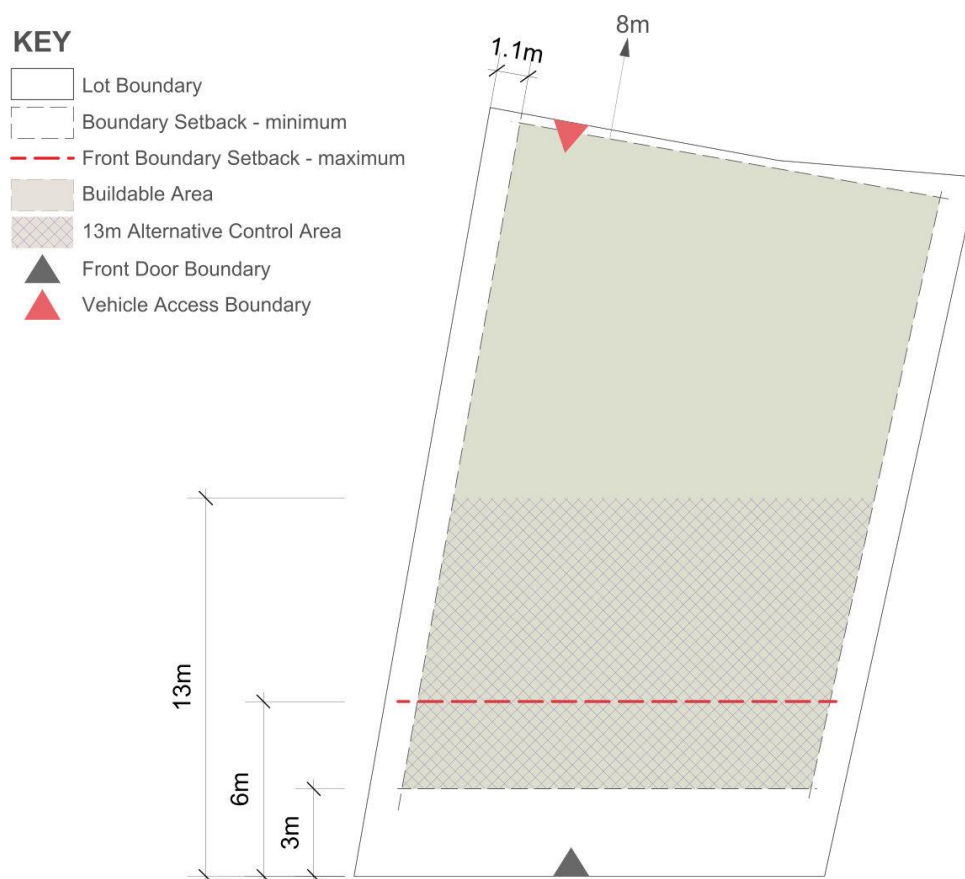 KEY
Lot Boundary
Boundary Setback - minimum
Front Boundary Setback - maximum
Buildable Area
13m Alternative Control Area
Front Door Boundary
Vehicle Access Boundary
1.1m
8m
13m
6m
3m